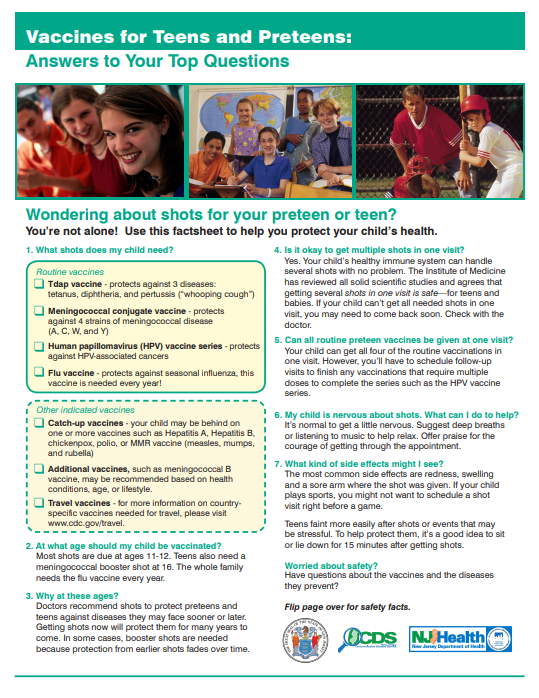 Vaccines for Teens and Preteens:
Answers to Your Top Questions
Wondering about shots for your preteen or teen?
You're not alone! Use this factsheet to help you protect your child's health.
1. What shots does my child need?
Routine vaccines
Tdap vaccine - protects against 3 diseases:
tetanus, diphtheria, and pertussis ("whooping cough")
Meningococcal conjugate vaccine - protects
against 4 strains of meningococcal disease
(A, C, W, and Y)
Human papillomavirus (HPV) vaccine series - protects
against HPV-associated cancers
Flu vaccine - protects against seasonal influenza, this
vaccine is needed every year!
Other indicated vaccines
Catch-up vaccines - your child may be behind on
one or more vaccines such as Hepatitis A, Hepatitis B,
chickenpox, polio, or MMR vaccine (measles, mumps,
and rubella)
Additional vaccines, such as meningococcal B
vaccine, may be recommended based on health
conditions, age, or lifestyle.
Travel vaccines - for more information on country-
specific vaccines needed for travel, please visit
www.cdc.gov/travel.
2. At what age should my child be vaccinated?
Most shots are due at ages 11-12. Teens also need a
meningococcal booster shot at 16. The whole family
needs the flu vaccine every year.
3. Why at these ages?
Doctors recommend shots to protect preteens and
teens against diseases they may face sooner or later.
Getting shots now will protect them for many years to
come. In some cases, booster shots are needed
because protection from earlier shots fades over time.
4. Is it okay to get multiple shots in one visit?
Yes. Your child's healthy immune system can handle
several shots with no problem. The Institute of Medicine
has reviewed all solid scientific studies and agrees that
getting several shots in one visit is safe—for teens and
babies. If your child can't get all needed shots in one
visit, you may need to come back soon. Check with the
doctor.
5. Can all routine preteen vaccines be given at one visit?
Your child can get all four of the routine vaccinations in
one visit. However, you'll have to schedule follow-up
visits to finish any vaccinations that require multiple
doses to complete the series such as the HPV vaccine
series.
6. My child is nervous about shots. What can I do to help?
It's normal to get a little nervous. Suggest deep breaths
or listening to music to help relax. Offer praise for the
courage of getting through the appointment.
7. What kind of side effects might I see?
The most common side effects are redness, swelling
and a sore arm where the shot was given. If your child
plays sports, you might not want to schedule a shot
visit right before a game.
Teens faint more easily after shots or events that may
be stressful. To help protect them, it's a good idea to sit
or lie down for 15 minutes after getting shots.
Worried about safety?
Have questions about the vaccines and the diseases
they prevent?
Flip page over for safety facts.
CDS
NJ Health
New Jersey Department of Health